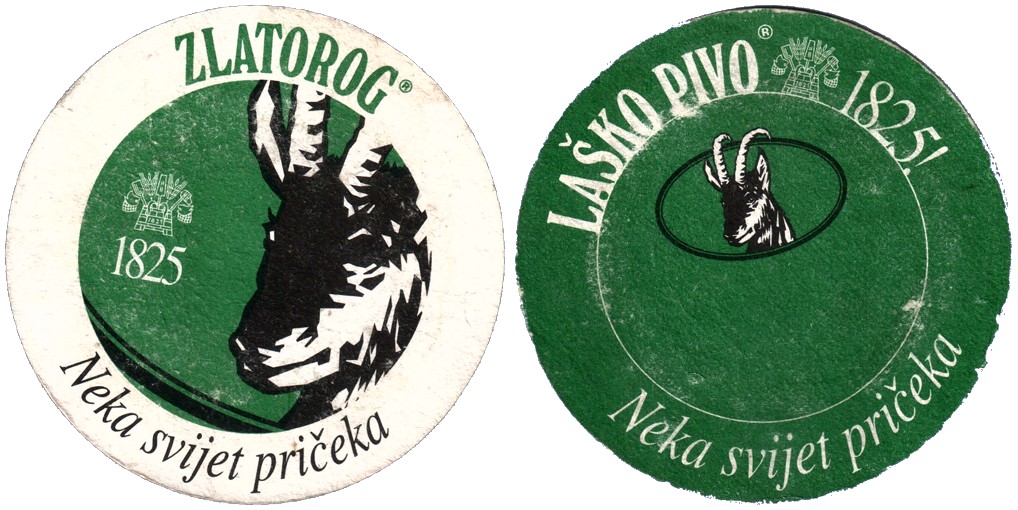 ZLATOROG®
1825
Neka svijet pričeka
LAŠKO PIVO® 1825!
Neka svijet pričeka